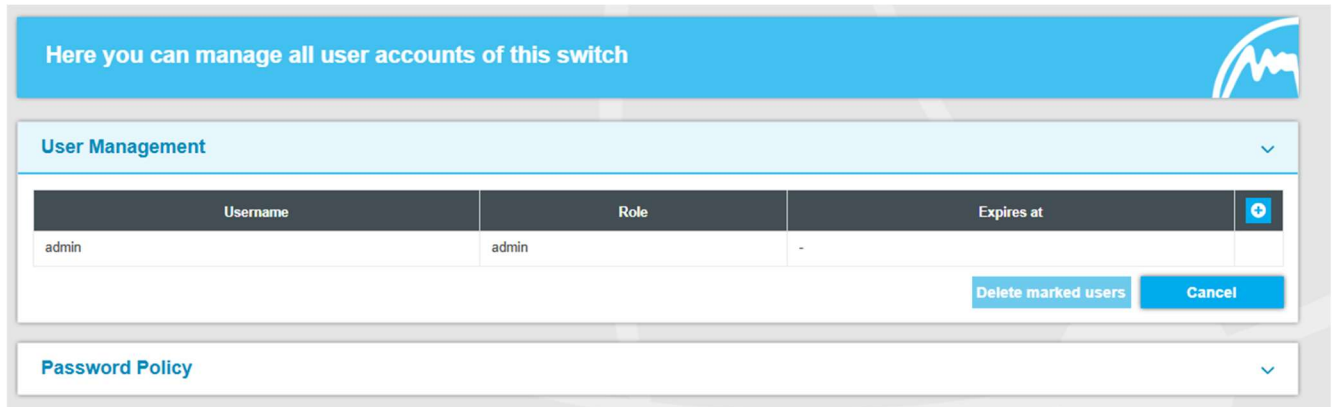 Here you can manage all user accounts of this switch
User Management
Username Role Expires at
admin admin -
Delete marked users Cancel
Password Policy